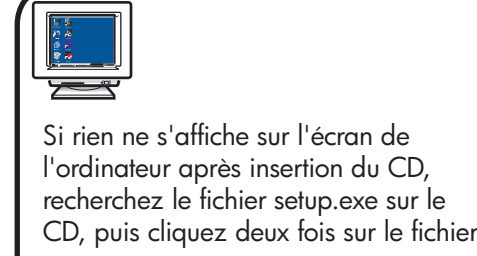 Si rien ne s'affiche sur l'écran de
l'ordinateur après insertion du CD,
recherchez le fichier setup.exe sur le
CD, puis cliquez deux fois sur le fichier